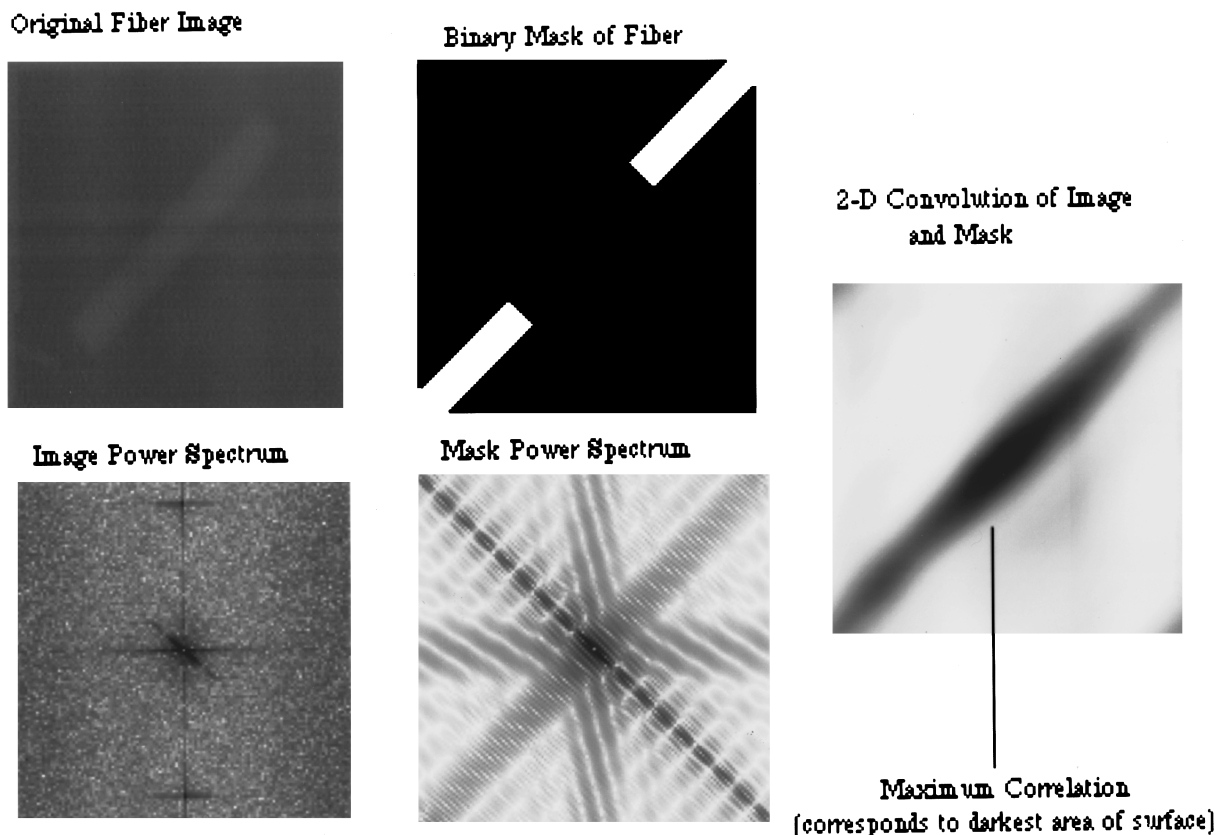 Original Fiber Image
Binary Mask of Fiber
2-D Convolution of Image
and Mask
Image Power Spectrum
Mask Power Spectrum
Maximum Correlation
(corresponds to darkest area of surface)